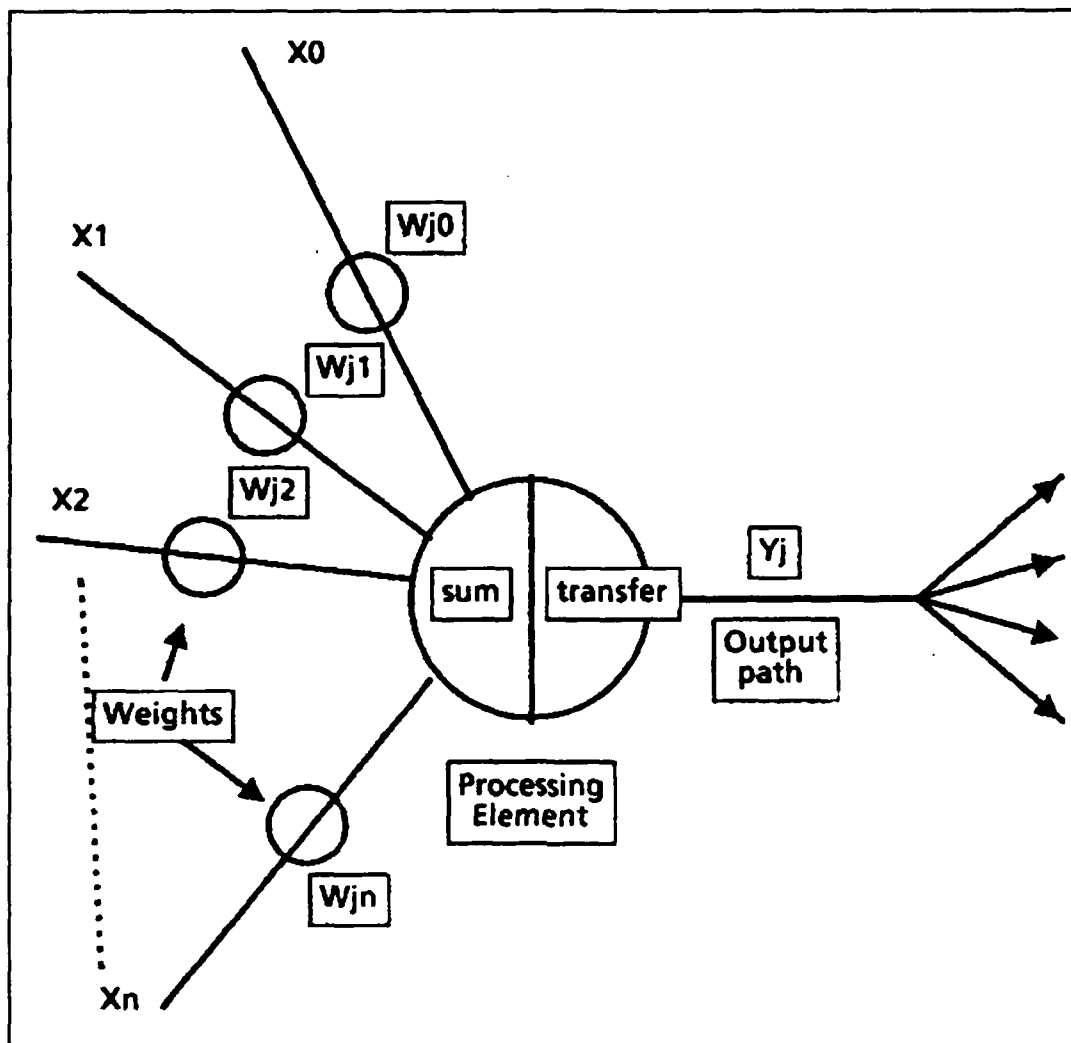 X0
Wj0
X1
Wj1
Wj2
X2
sum
transfer
Yj
Output
path
Weights
Processing
Element
Wjn
Xn